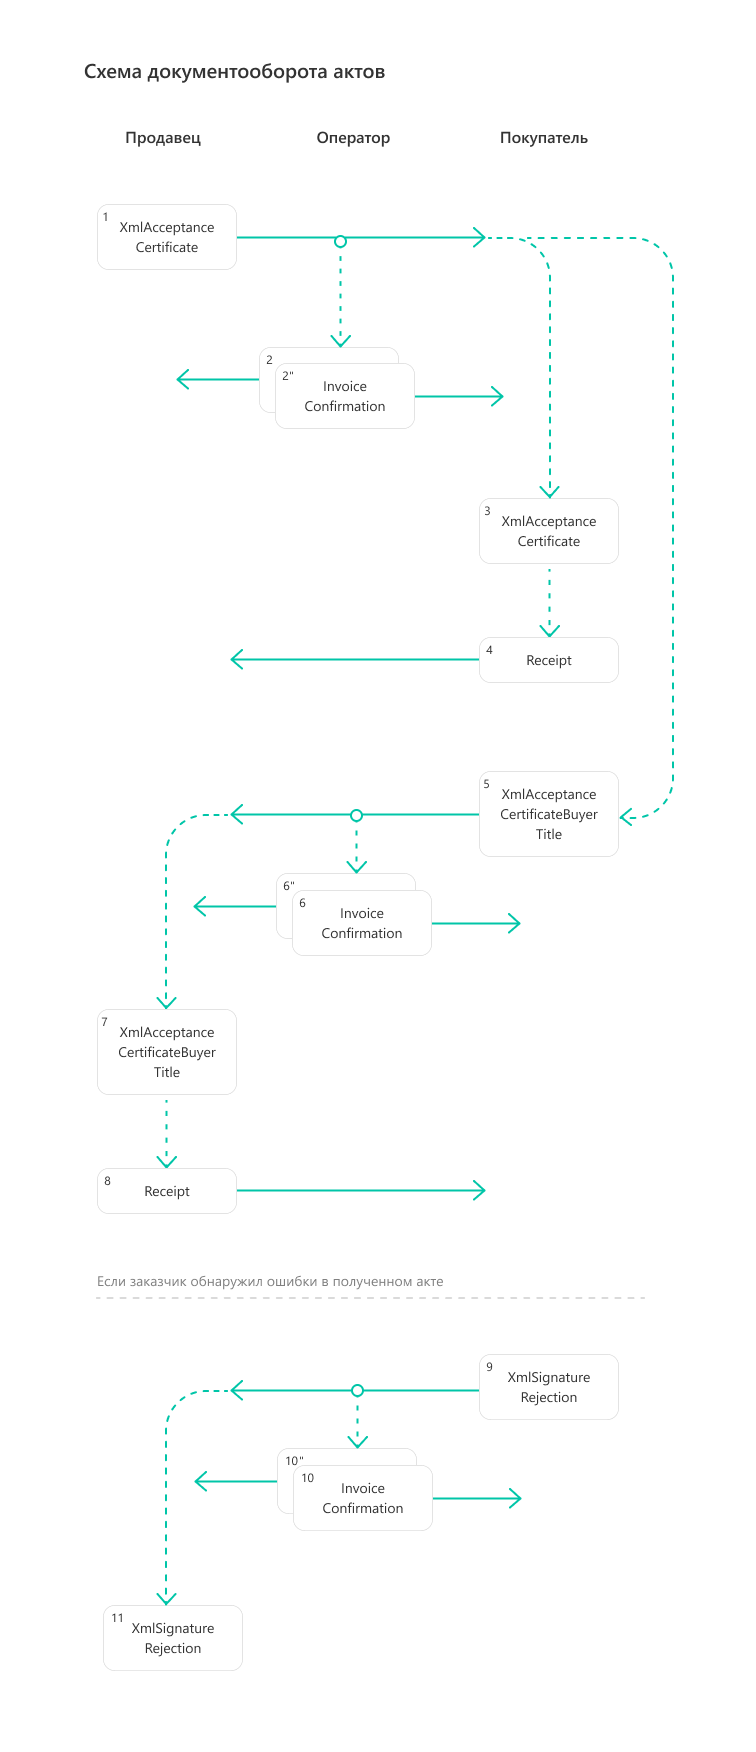 Схема документооборота актов
Продавец
Оператор
Покупатель
1
XmlAcceptance
Certificate
2
2"
Invoice
Confirmation
3
XmlAcceptance
Certificate
4
Receipt
5
XmlAcceptance
CertificateBuyer
Title
6"
6
Invoice
Confirmation
7
XmlAcceptance
CertificateBuyer
Title
8
Receipt
Если заказчик обнаружил ошибки в полученном акте
9
XmlSignature
Rejection
10"
10
Invoice
Confirmation
11
XmlSignature
Rejection